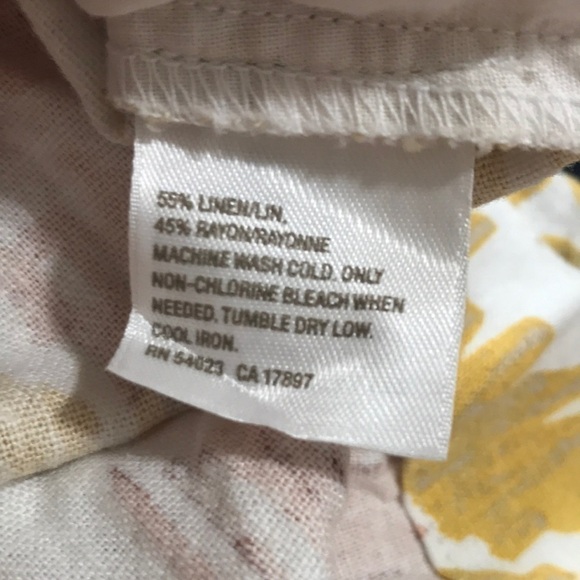 55% LINEN/LIN,
45% RAYON/RAYONNE
MACHINE WASH COLD. ONLY
NON-CHLORINE BLEACH WHEN
NEEDED. TUMBLE DRY LOW.
COOL IRON.
RN 54023 CA 17897